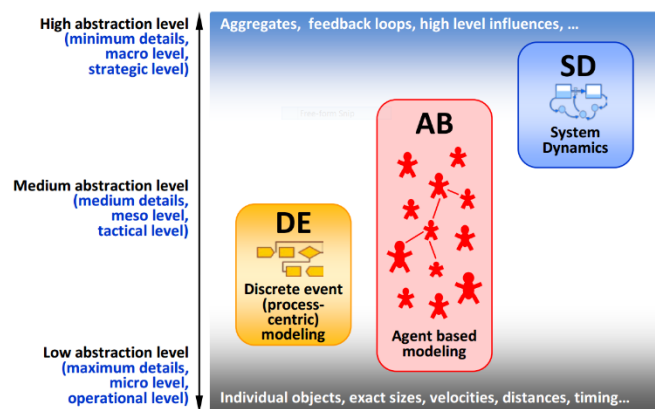 High abstraction level
(minimum details,
macro level,
strategic level)
Aggregates, feedback loops, high level influences, ...
SD
System
Dynamics
AB
Medium abstraction level
(medium details,
meso level,
tactical level)
DE
Discrete event
(process-
centric)
modeling
Agent based
modeling
Low abstraction level
(maximum details,
micro level,
operational level)
Individual objects, exact sizes, velocities, distances, timing...